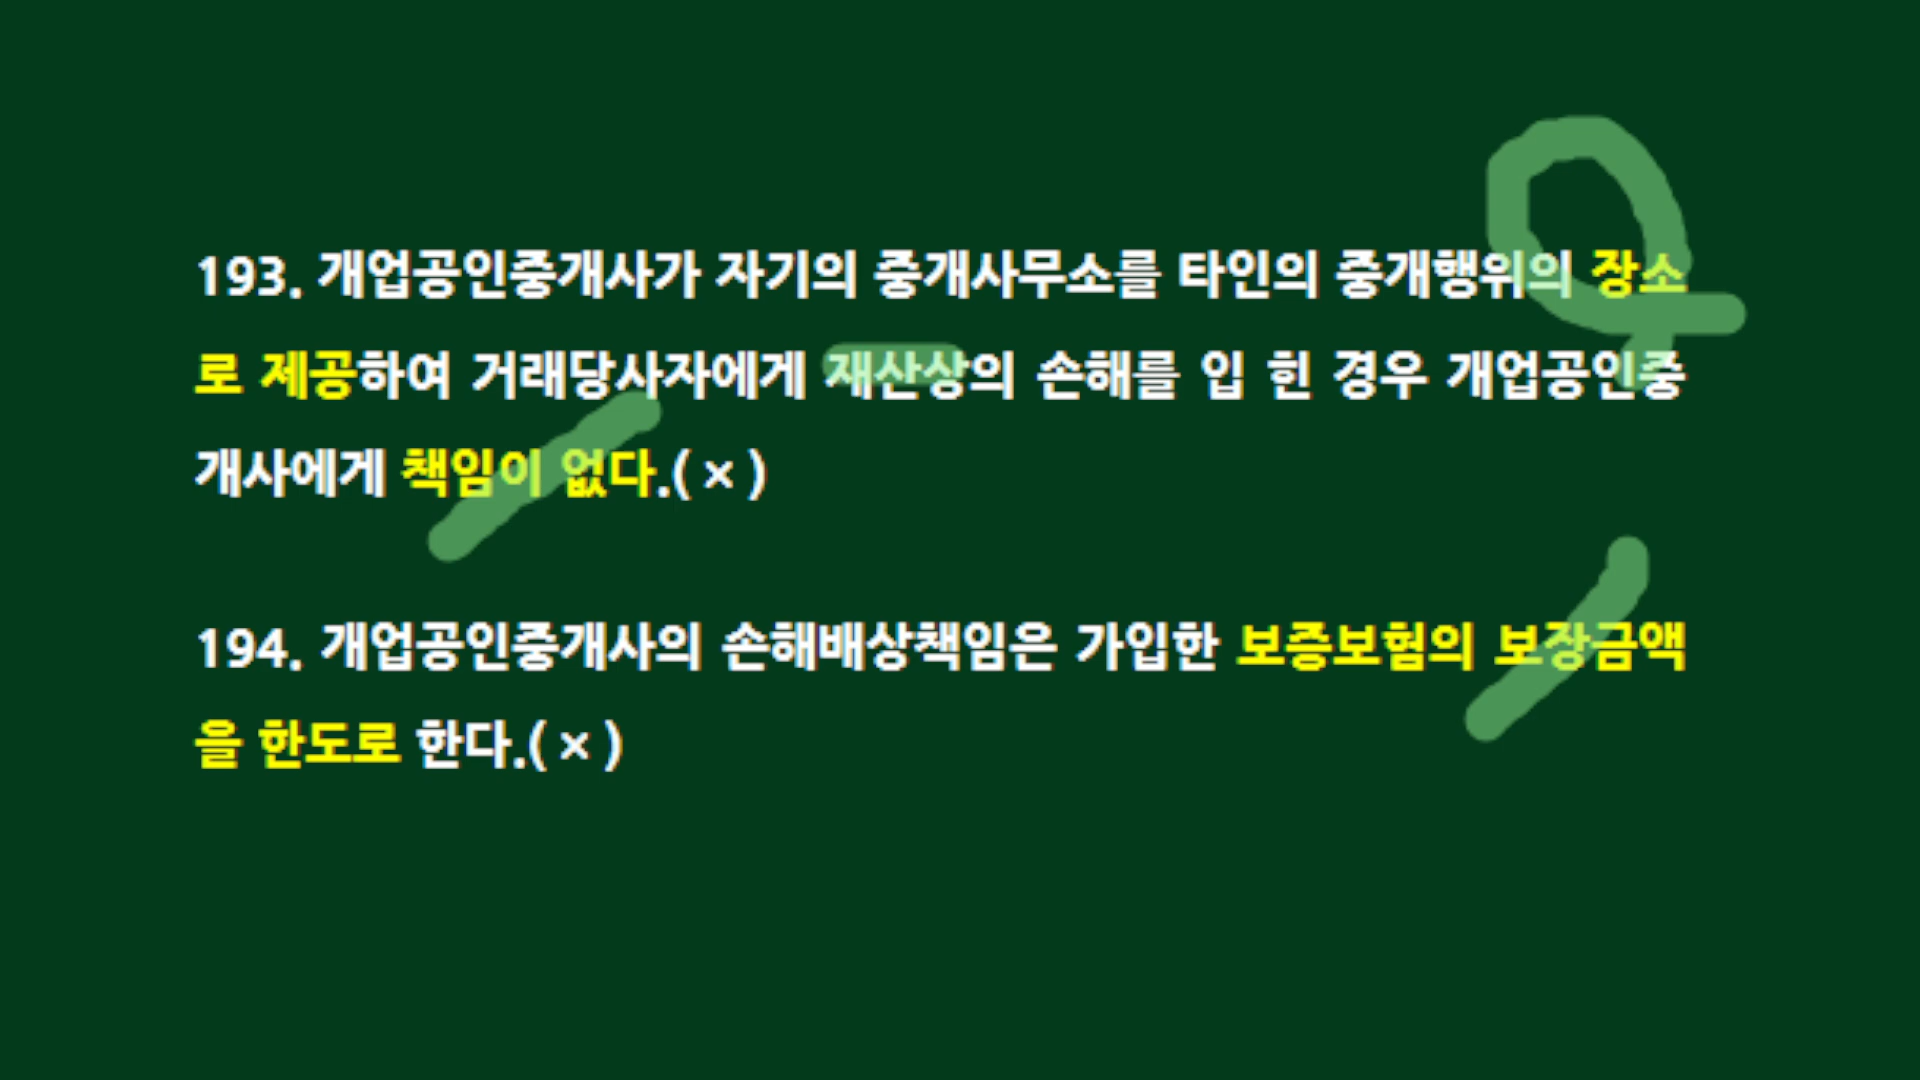 193. 개업공인중개사가 자기의 중개사무소를 타인의 중개행위의 장소
로 제공하여 거래당사자에게 재산상의 손해를 입 힌 경우 개업공인중
개사에게 책임이 없다.( × )
194. 개업공인중개사의 손해배상책임은 가입한 보증보험의 보장금액
을 한도로 한다.( × )